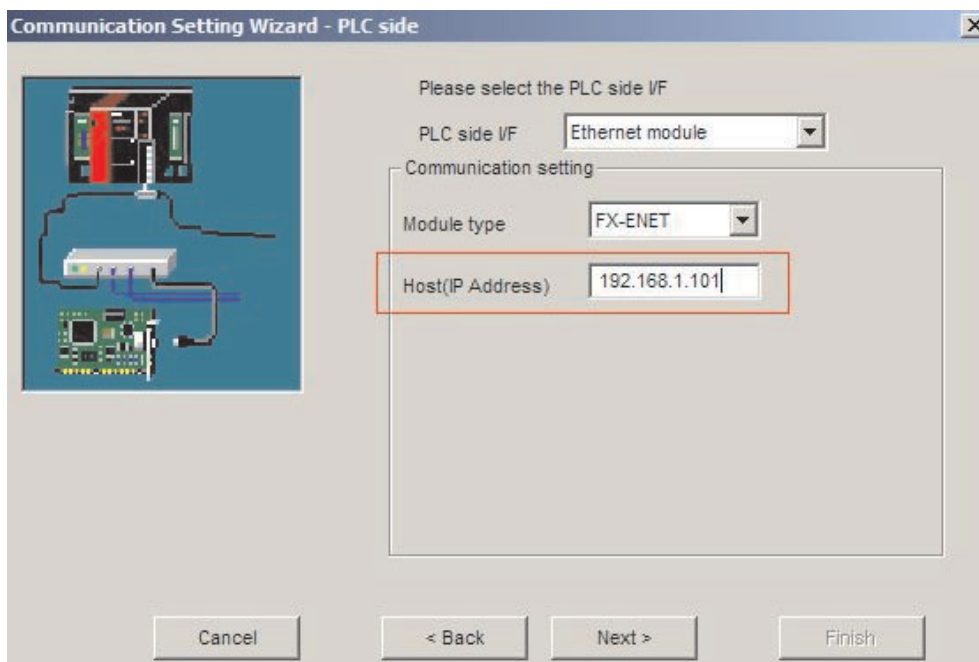 Communication Setting Wizard - PLC side
Please select the PLC side I/F
PLC side I/F Ethernet module
Communication setting
Module type FX-ENET
Host(IP Address) 192.168.1.101
Cancel < Back Next > Finish